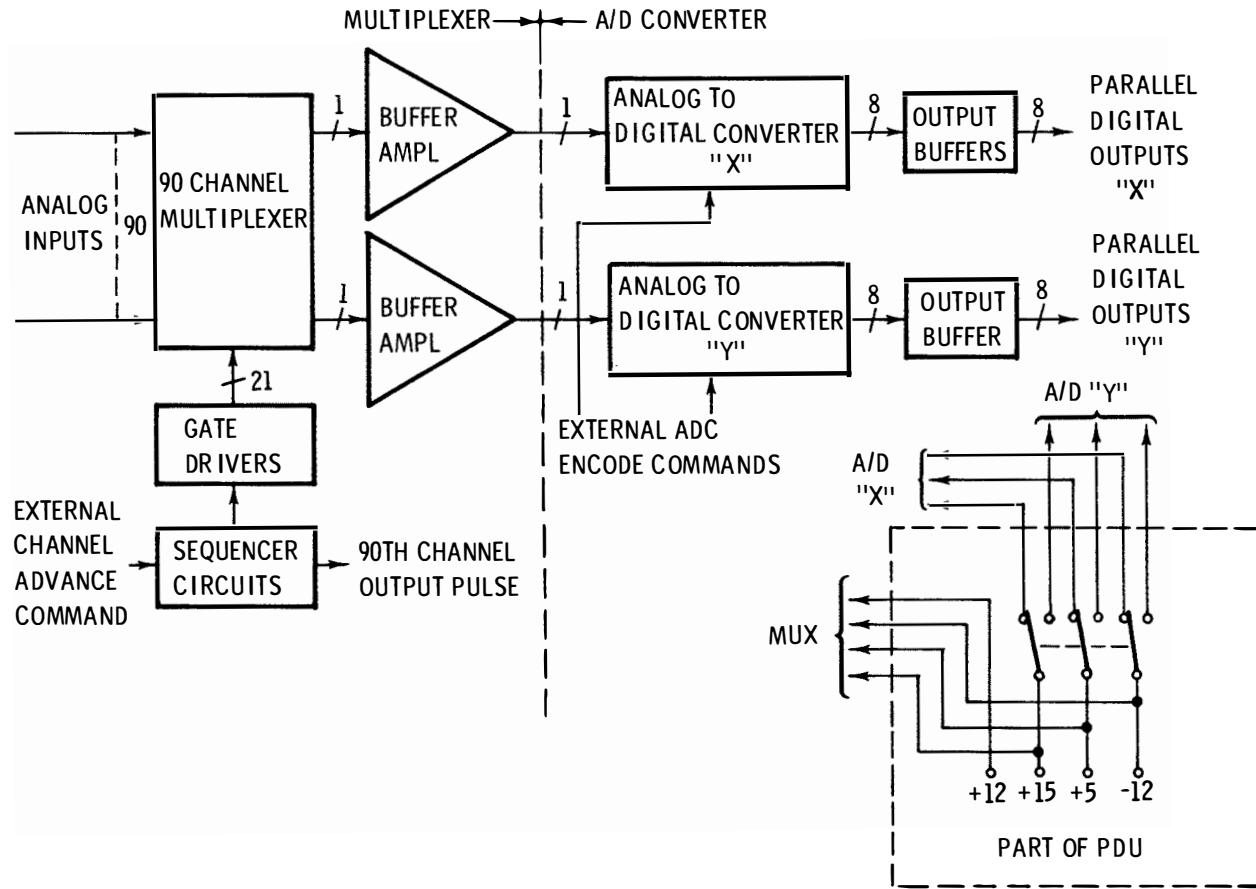 MULTIPLEXER
A/D CONVERTER
ANALOG
INPUTS
90
90 CHANNEL
MULTIPLEXER
1
BUFFER
AMPL
1
ANALOG TO
DIGITAL CONVERTER
"X"
8
OUTPUT
BUFFERS
8
PARALLEL
DIGITAL
OUTPUTS
"X"
1
BUFFER
AMPL
1
ANALOG TO
DIGITAL CONVERTER
"Y"
8
OUTPUT
BUFFER
8
PARALLEL
DIGITAL
OUTPUTS
"Y"
21
GATE
DRIVERS
EXTERNAL ADC
ENCODE COMMANDS
EXTERNAL
CHANNEL
ADVANCE
COMMAND
SEQUENCER
CIRCUITS
90TH CHANNEL
OUTPUT PULSE
A/D "Y"
A/D
"X"
MUX
+12 +15 +5 -12
PART OF PDU